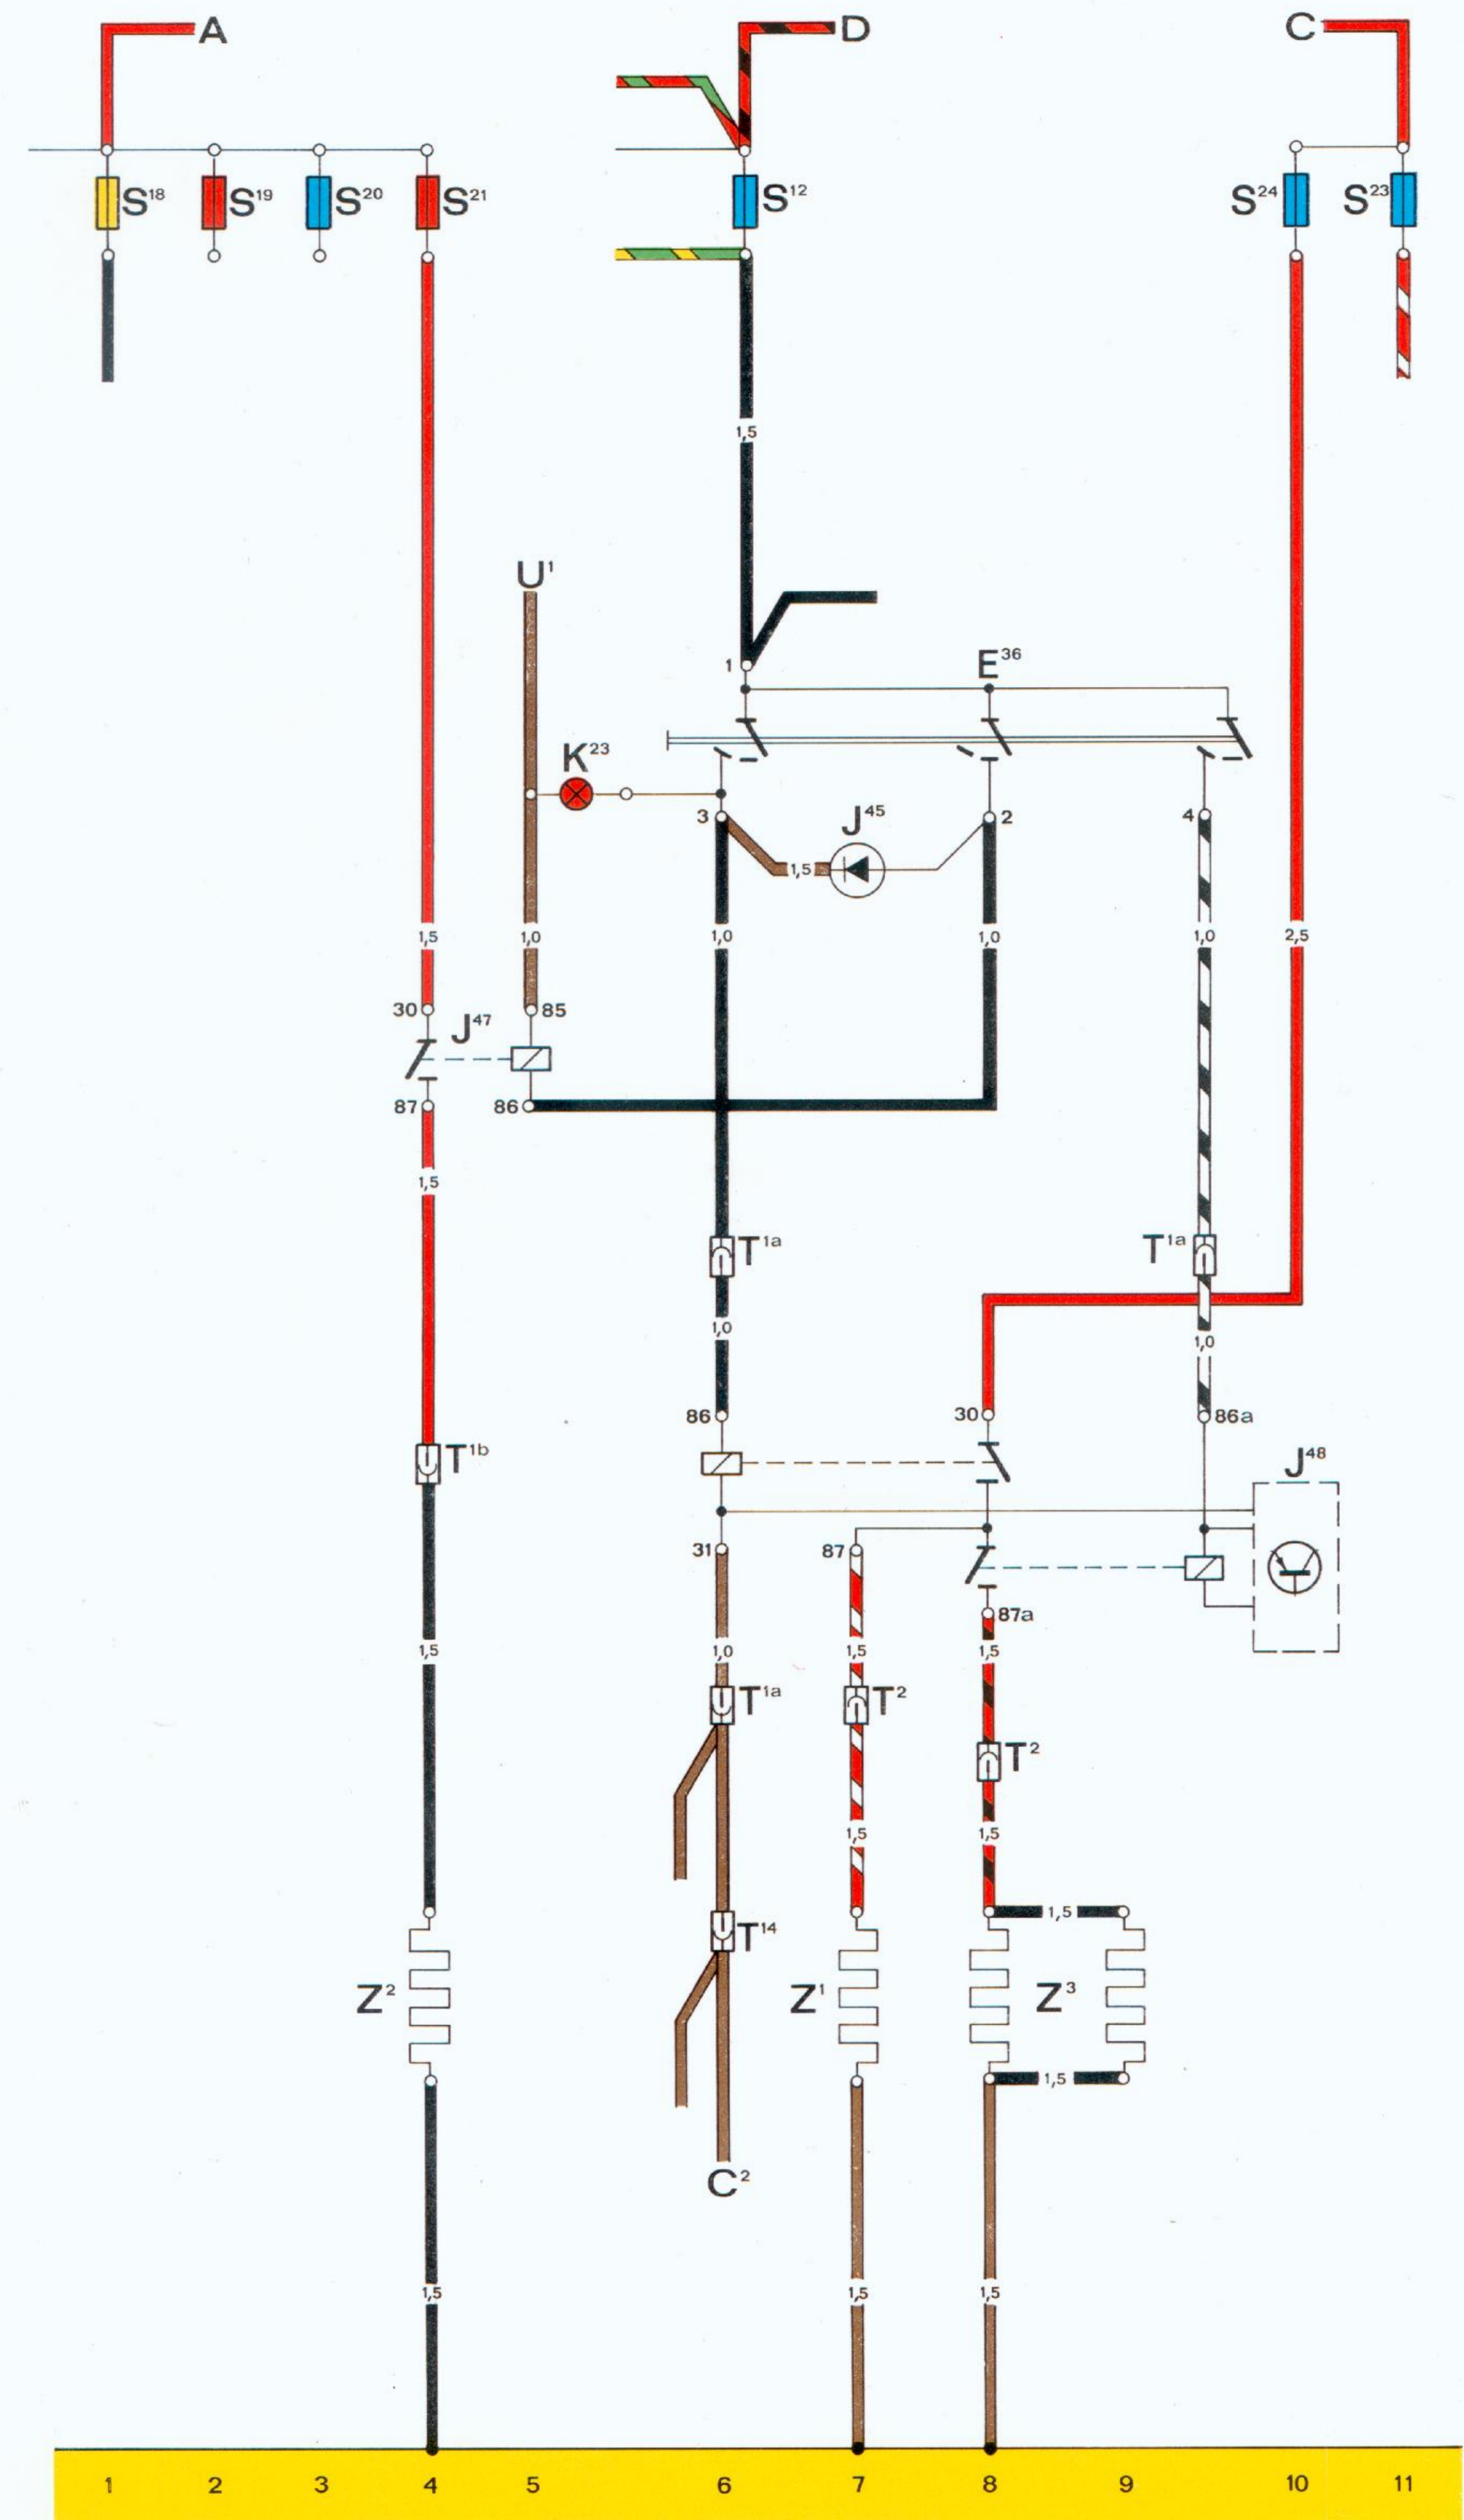 A D C
S18 S19 S20 S21 S12 S24 S23
1,5
U1
1 E36
K23
3 J45 2 4
1,5
1,5 1,0 1,0 1,0 1,0 2,5
30 J47 85
87 86
1,5
T1a T1a
1,0 1,0
86 30 86a
T1b J48
31 87
87a
1,5 1,0 1,5 1,5
T1a T2
T2
1,5 1,5
1,5
T14
Z2 Z1 Z3
1,5
C2
1,5 1,5 1,5
1 2 3 4 5 6 7 8 9 10 11